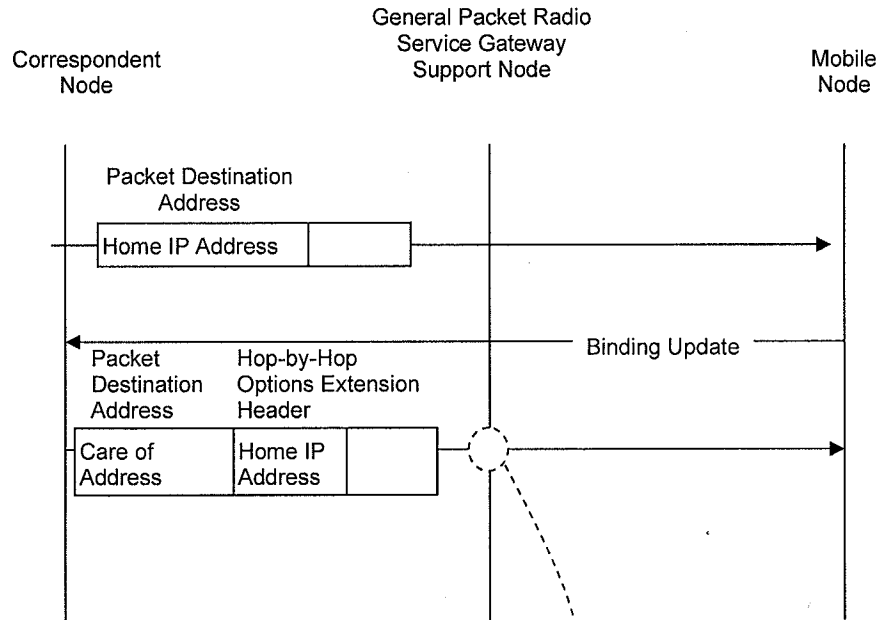 General Packet Radio
Service Gateway
Support Node
Correspondent
Node
Mobile
Node
Packet Destination
Address
Home IP Address
Binding Update
Packet
Destination
Address
Hop-by-Hop
Options Extension
Header
Care of
Address
Home IP
Address